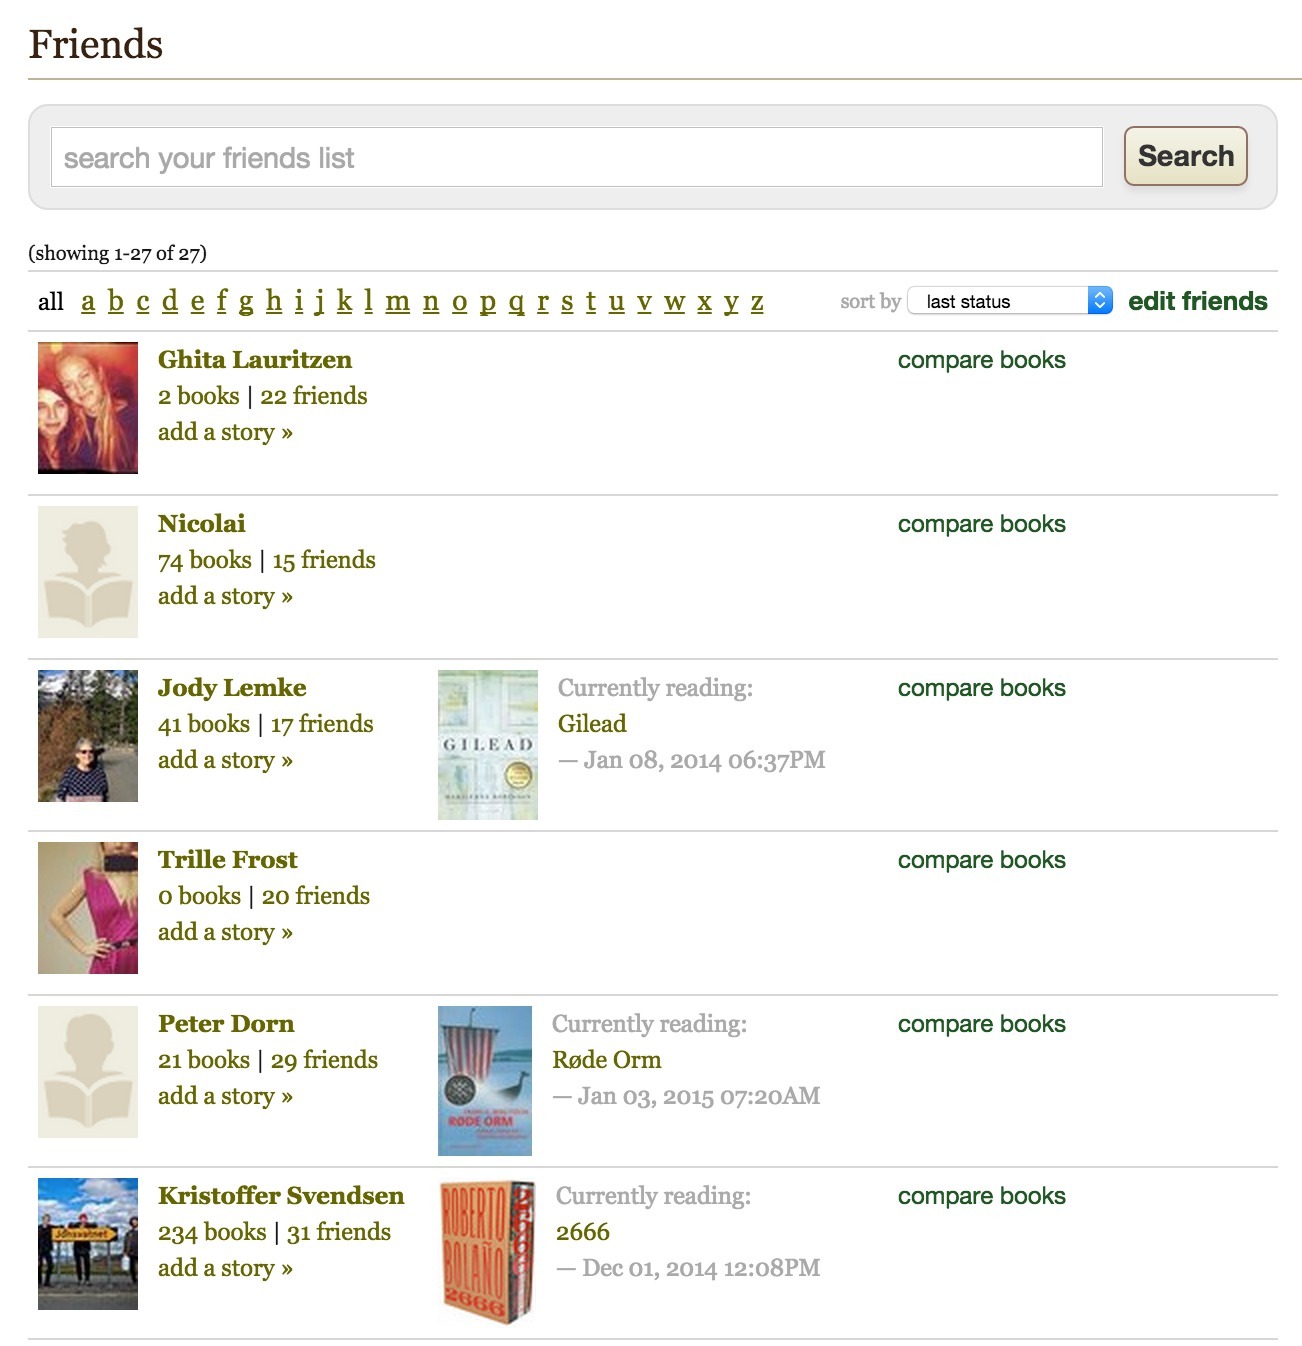 Friends
search your friends list
Search
(showing 1-27 of 27)
all a b c d e f g h i j k l m n o p q r s t u v w x y z sort by last status edit friends
Ghita Lauritzen compare books
2 books | 22 friends
add a story »
Nicolai compare books
74 books | 15 friends
add a story »
Jody Lemke
41 books | 17 friends
add a story »
GILEAD
Currently reading:
Gilead
— Jan 08, 2014 06:37PM
compare books
Trille Frost compare books
0 books | 20 friends
add a story »
Peter Dorn
21 books | 29 friends
add a story »
RØDE ORM
Currently reading:
Røde Orm
— Jan 03, 2015 07:20AM
compare books
Kristoffer Svendsen
234 books | 31 friends
add a story »
ROBERTO
BOLAÑO
2666
Currently reading:
2666
— Dec 01, 2014 12:08PM
compare books